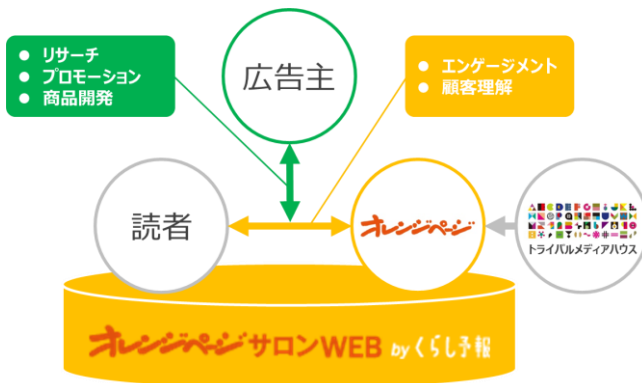 ● リサーチ
● プロモーション
● 商品開発
広告主
● エンゲージメント
● 顧客理解
読者
オレンジページ
トライバルメディアハウス
オレンジページサロンWEB by くらし予報